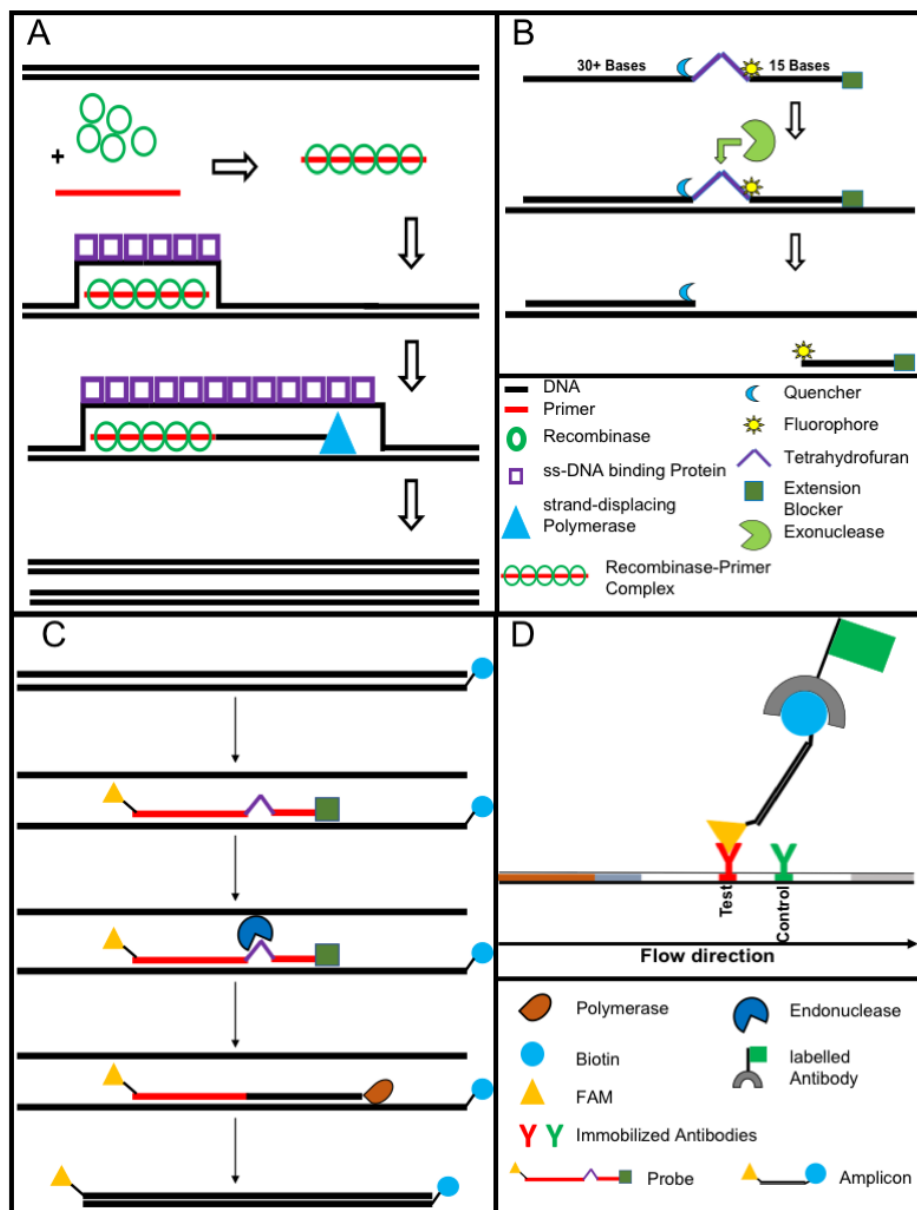 A
+
B
30+ Bases
15 Bases
DNA
Primer
Recombinase
ss-DNA binding Protein
strand-displacing
Polymerase
Recombinase-Primer
Complex
Quencher
Fluorophore
Tetrahydrofuran
Extension
Blocker
Exonuclease
C
D
Test
Control
Flow direction
Polymerase
Biotin
FAM
Immobilized Antibodies
Probe
Endonuclease
labelled
Antibody
Amplicon